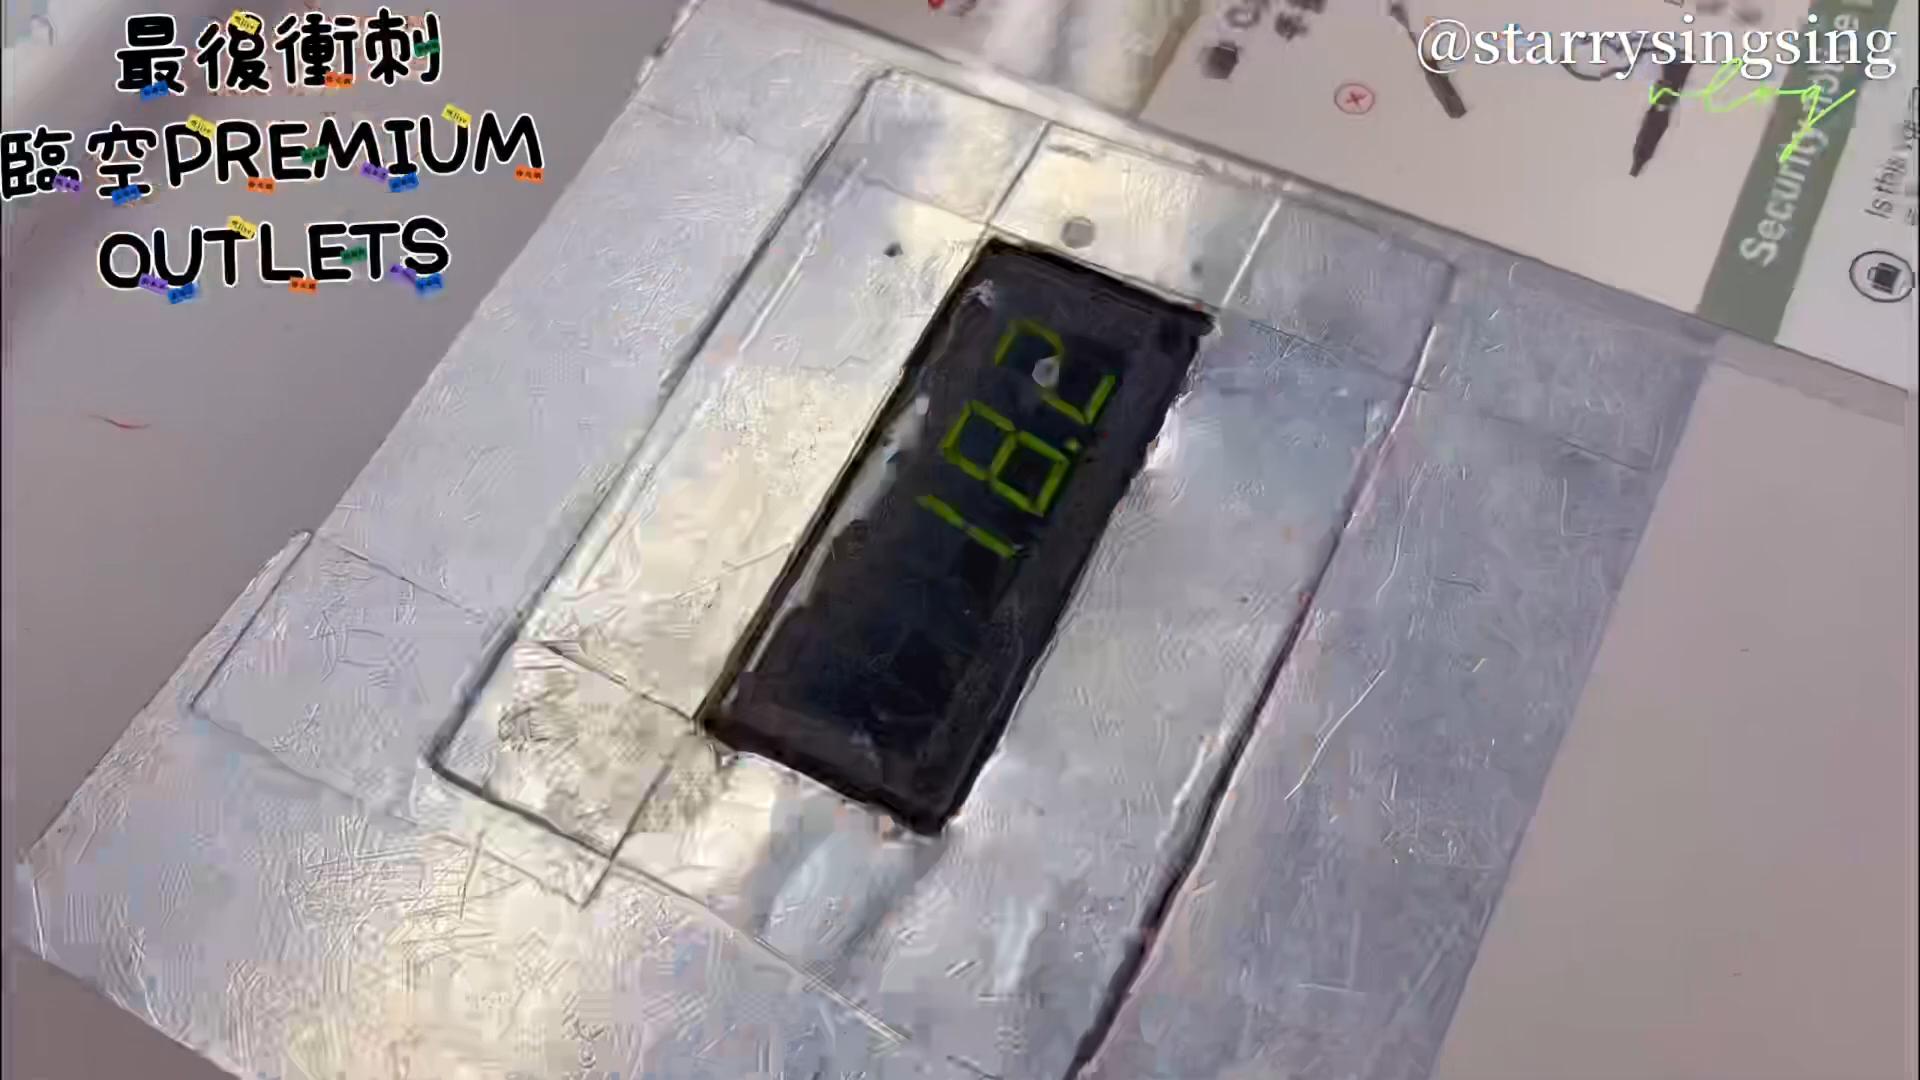 最後衝刺
臨空PREMIUM
OUTLETS
@starrysingsing
vlog
18.2
Security
Is this